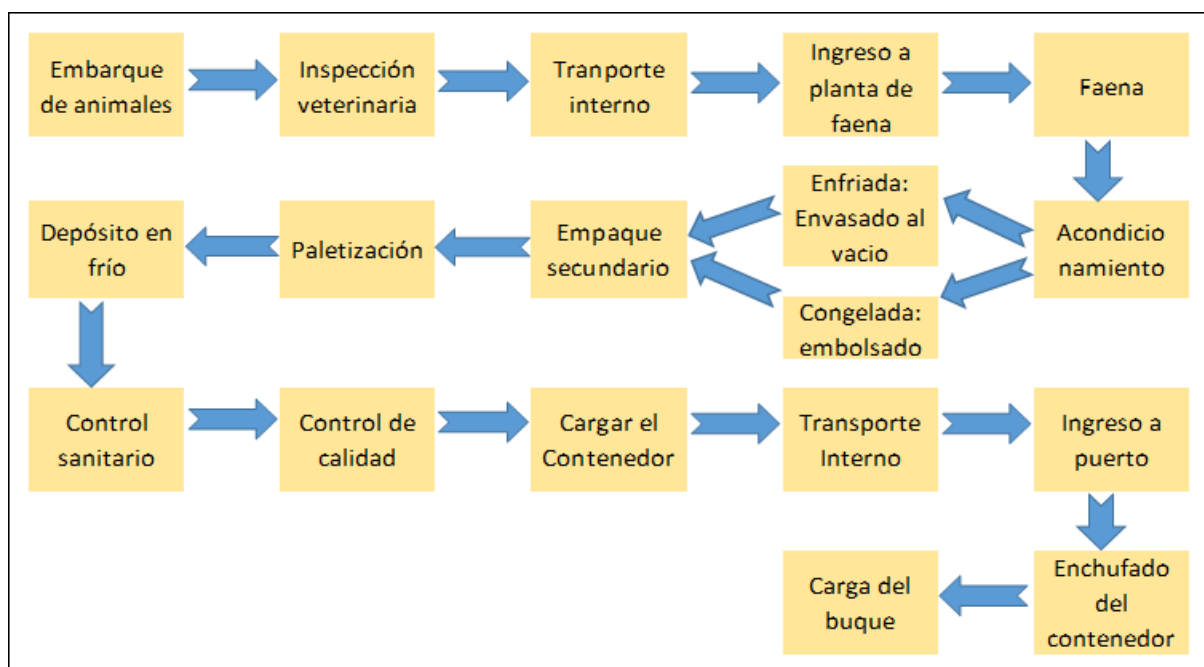 Embarque
de animales
Inspección
veterinaria
Tranporte
interno
Ingreso a
planta de
faena
Faena
Acondicio
namiento
Enfriada:
Envasado al
vacio
Congelada:
embolsado
Empaque
secundario
Paletización
Depósito en
frío
Control
sanitario
Control de
calidad
Cargar el
Contenedor
Transporte
Interno
Ingreso a
puerto
Enchufado
del
contenedor
Carga del
buque